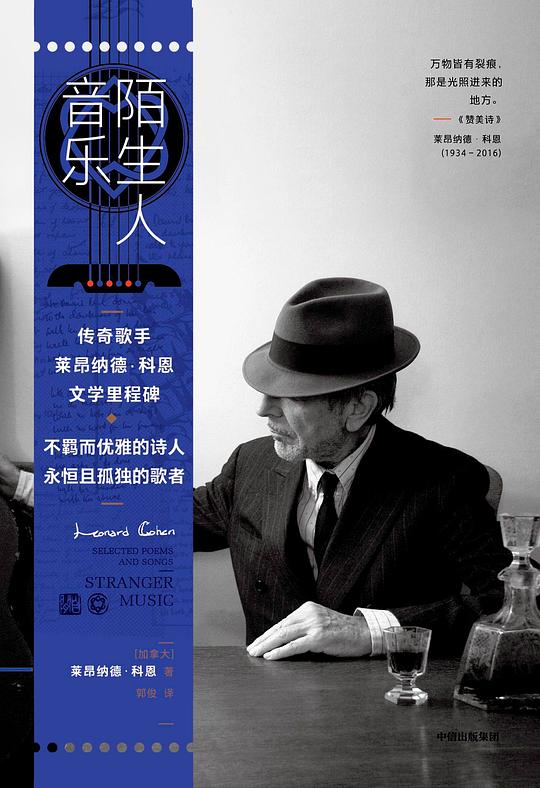 陌生人
音乐
传奇歌手
莱昂纳德·科恩
文学里程碑
不羁而优雅的诗人
永恒且孤独的歌者
Leonard Cohen
SELECTED POEMS
AND SONGS
STRANGER
MUSIC
[加拿大]
莱昂纳德·科恩 著
郭俊 译
万物皆有裂痕，
那是光照进来的
地方。
——《赞美诗》
莱昂纳德·科恩
(1934–2016)
中信出版集团